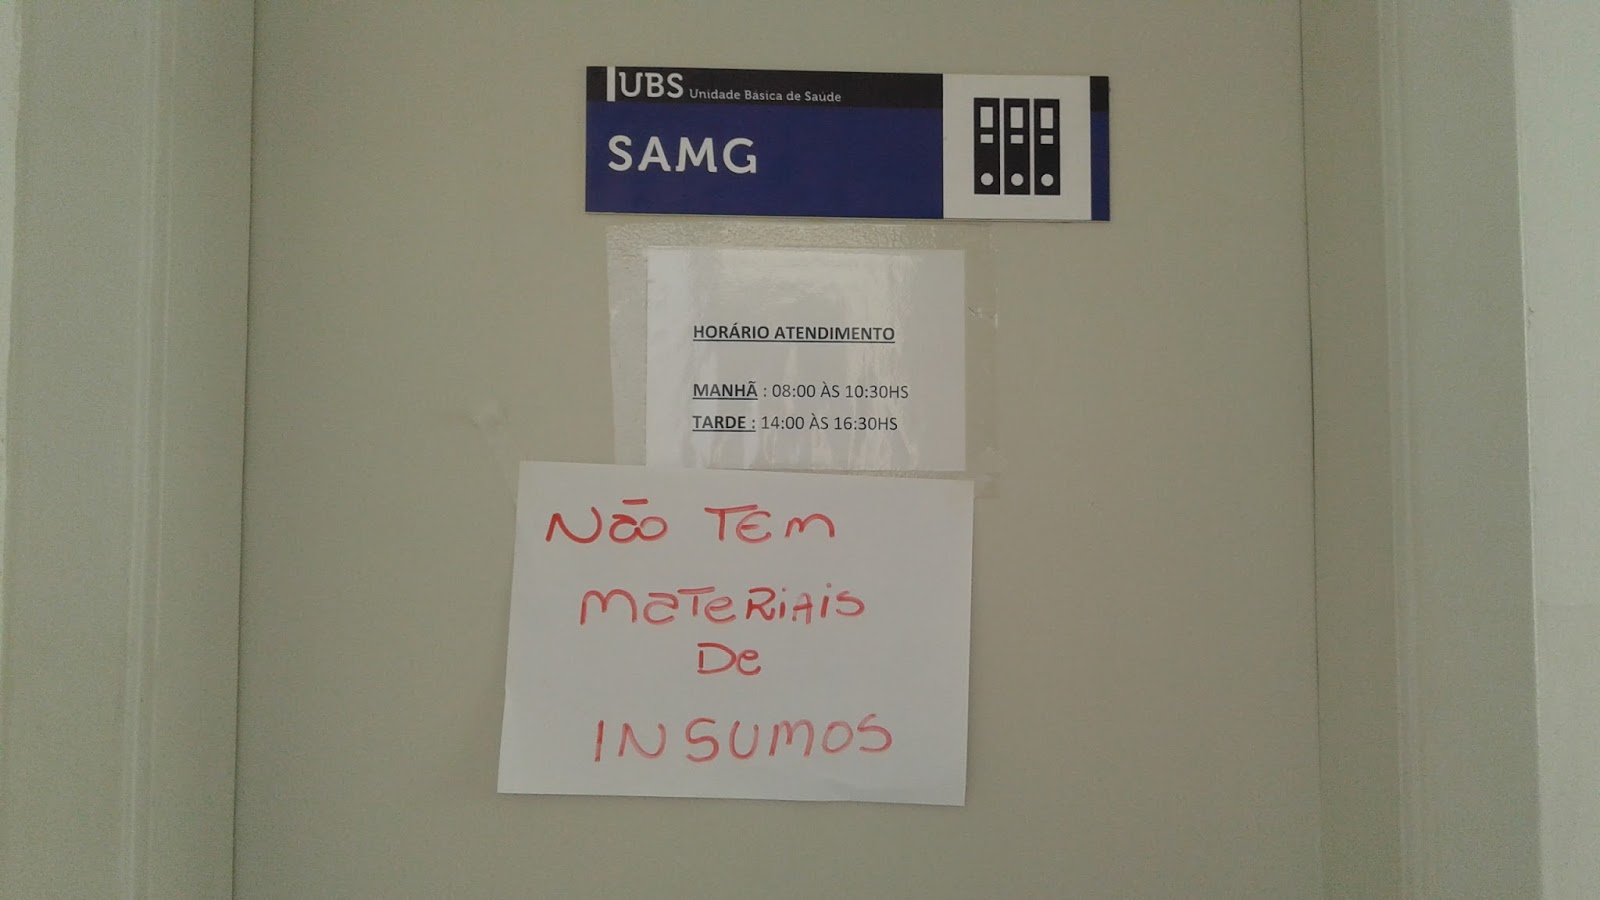 UBS Unidade Básica de Saúde
SAMG
HORÁRIO ATENDIMENTO
MANHÃ : 08:00 ÀS 10:30HS
TARDE : 14:00 ÀS 16:30HS
Não TEM
MATERIAIS
De
INSUMOS